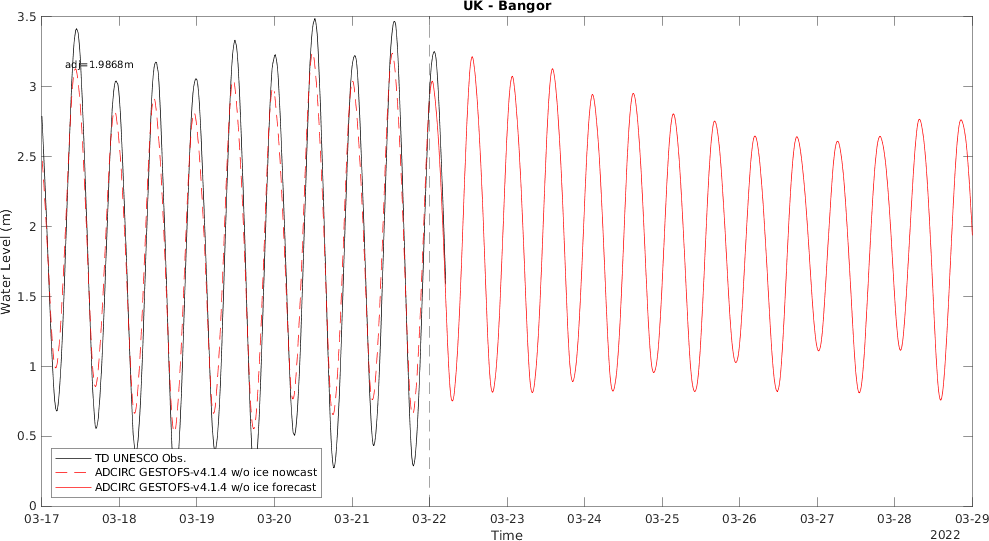 UK - Bangor
3.5
adj=1.9868m
3
2.5
2
Water Level (m)
1.5
1
0.5
TD UNESCO Obs.
ADCIRC GESTOFS-v4.1.4 w/o ice nowcast
ADCIRC GESTOFS-v4.1.4 w/o ice forecast
0
03-17 03-18 03-19 03-20 03-21 03-22 03-23 03-24 03-25 03-26 03-27 03-28 03-29
Time
2022